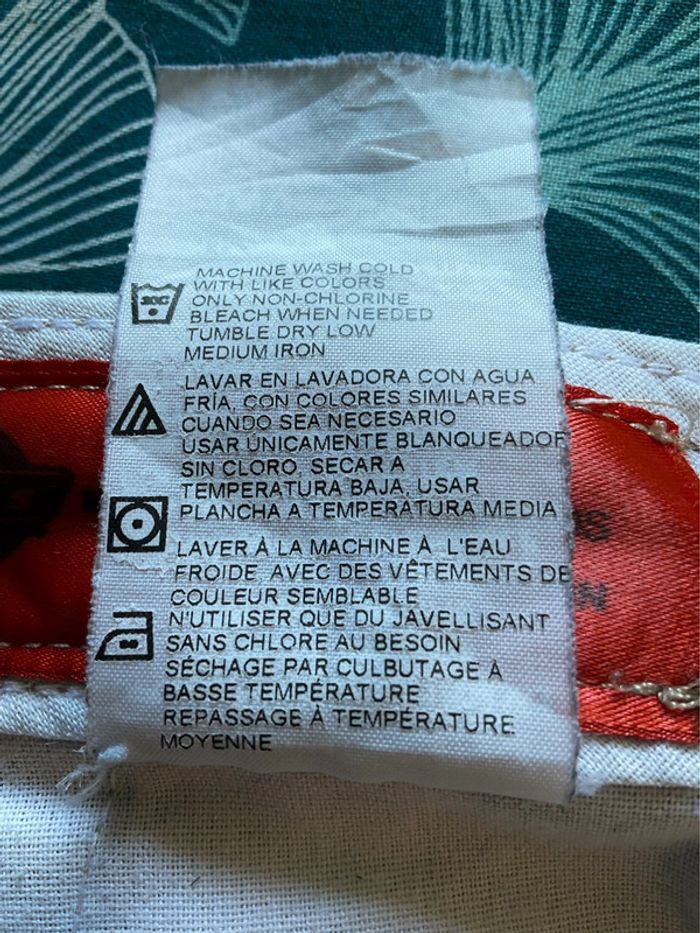 MACHINE WASH COLD
WITH LIKE COLORS
ONLY NON-CHLORINE
BLEACH WHEN NEEDED
TUMBLE DRY LOW
MEDIUM IRON
30C
LAVAR EN LAVADORA CON AGUA
FRÍA, CON COLORES SIMILARES
CUANDO SEA NECESARIO
USAR ÚNICAMENTE BLANQUEADOR
SIN CLORO, SECAR A
TEMPERATURA BAJA, USAR
PLANCHA A TEMPERATURA MEDIA
LAVER À LA MACHINE À L'EAU
FROIDE AVEC DES VÊTEMENTS DE
COULEUR SEMBLABLE
N'UTILISER QUE DU JAVELLISANT
SANS CHLORE AU BESOIN
SÉCHAGE PAR CULBUTAGE À
BASSE TEMPÉRATURE
REPASSAGE À TEMPÉRATURE
MOYENNE